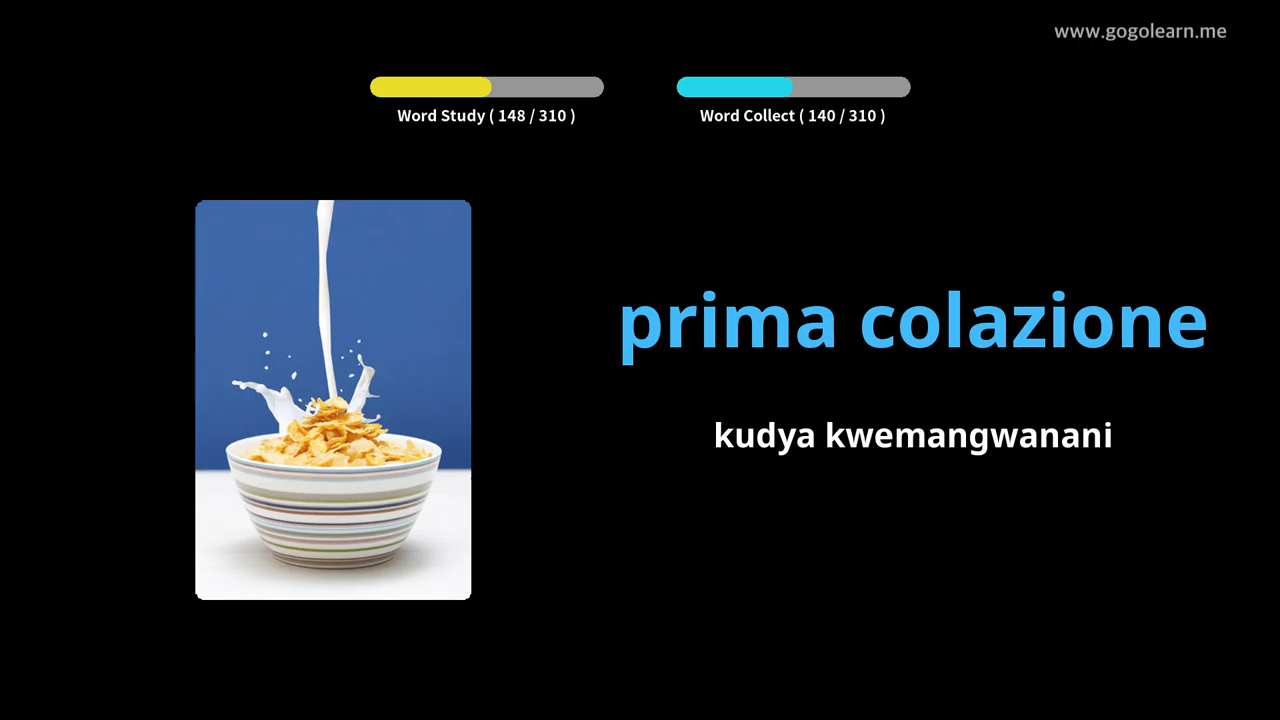 www.gogolearn.me
Word Study ( 148 / 310 )
Word Collect ( 140 / 310 )
prima colazione
kudya kwemangwanani